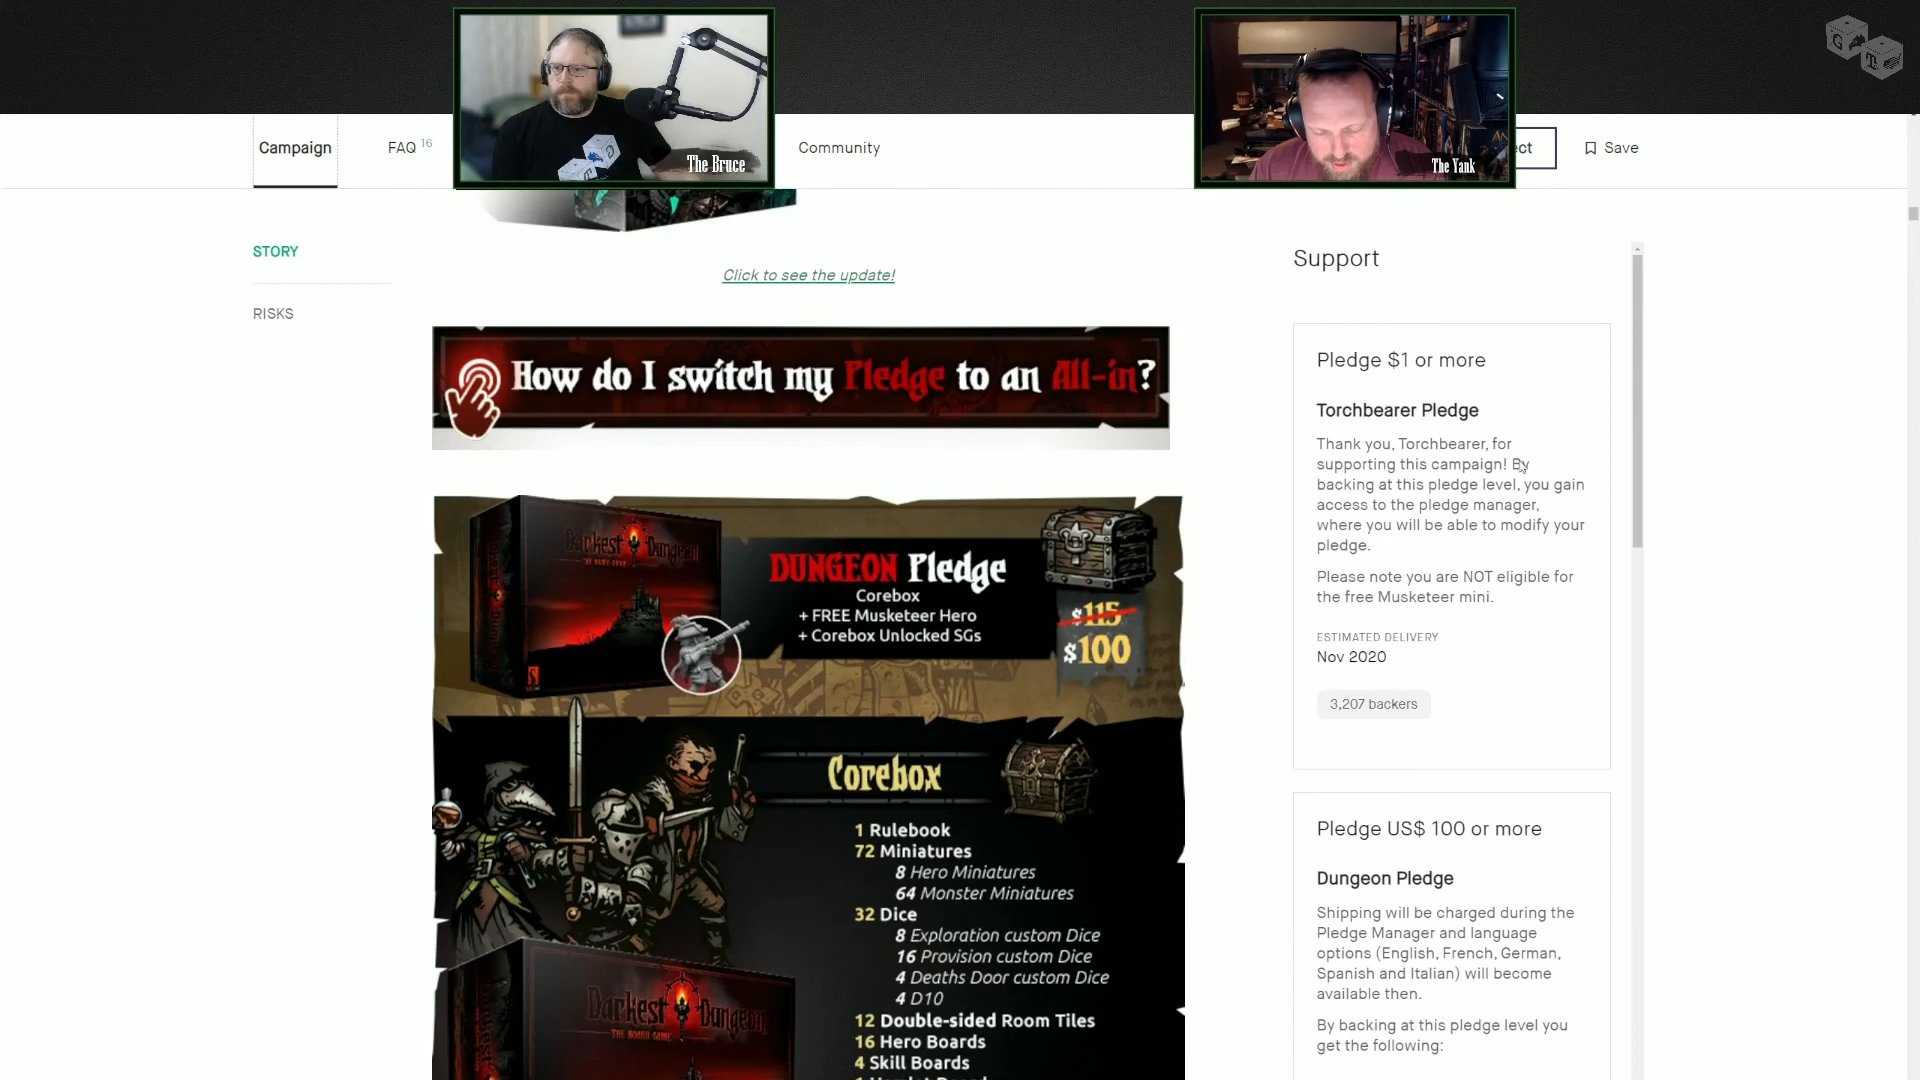 The Bruce
The Yank
Campaign
FAQ 16
Community
ect
Save
STORY
RISKS
Click to see the update!
How do I switch my Pledge to an All-in?
Darkest Dungeon
THE BOARD GAME
DUNGEON Pledge
Corebox
+ FREE Musketeer Hero
+ Corebox Unlocked SGs
$115
$100
Corebox
1 Rulebook
72 Miniatures
8 Hero Miniatures
64 Monster Miniatures
32 Dice
8 Exploration custom Dice
16 Provision custom Dice
4 Deaths Door custom Dice
4 D10
12 Double-sided Room Tiles
16 Hero Boards
4 Skill Boards
Darkest Dungeon
THE BOARD GAME
Support
Pledge $1 or more
Torchbearer Pledge
Thank you, Torchbearer, for
supporting this campaign! By
backing at this pledge level, you gain
access to the pledge manager,
where you will be able to modify your
pledge.
Please note you are NOT eligible for
the free Musketeer mini.
ESTIMATED DELIVERY
Nov 2020
3,207 backers
Pledge US$ 100 or more
Dungeon Pledge
Shipping will be charged during the
Pledge Manager and language
options (English, French, German,
Spanish and Italian) will become
available then.
By backing at this pledge level you
get the following: